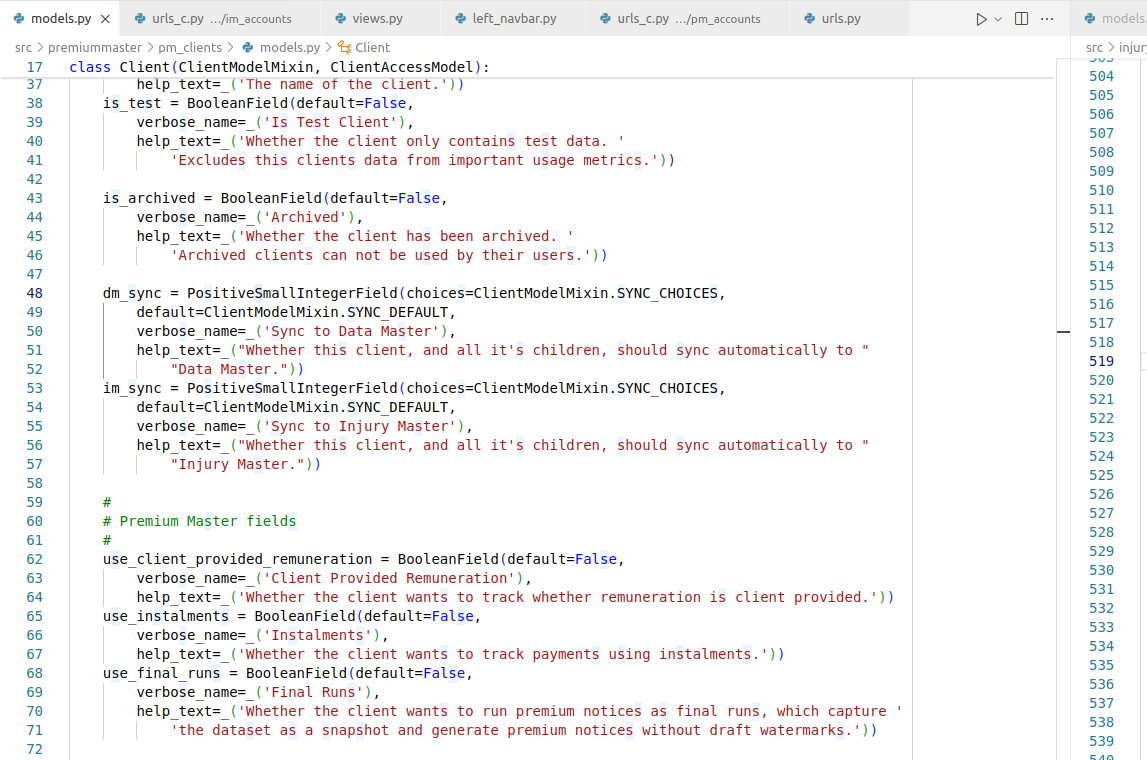 models.py
urls_c.py .../im_accounts
views.py
left_navbar.py
urls_c.py .../pm_accounts
urls.py
models.
src > premiummaster > pm_clients > models.py > Client
src > injury
17 class Client(ClientModelMixin, ClientAccessModel):
37 help_text=_('The name of the client.'))
38 is_test = BooleanField(default=False,
39 verbose_name=_('Is Test Client'),
40 help_text=_('Whether the client only contains test data. '
41 'Excludes this clients data from important usage metrics.'))
42
43 is_archived = BooleanField(default=False,
44 verbose_name=_('Archived'),
45 help_text=_('Whether the client has been archived. '
46 'Archived clients can not be used by their users.'))
47
48 dm_sync = PositiveSmallIntegerField(choices=ClientModelMixin.SYNC_CHOICES,
49 default=ClientModelMixin.SYNC_DEFAULT,
50 verbose_name=_('Sync to Data Master'),
51 help_text=_("Whether this client, and all it's children, should sync automatically to "
52 "Data Master."))
53 im_sync = PositiveSmallIntegerField(choices=ClientModelMixin.SYNC_CHOICES,
54 default=ClientModelMixin.SYNC_DEFAULT,
55 verbose_name=_('Sync to Injury Master'),
56 help_text=_("Whether this client, and all it's children, should sync automatically to "
57 "Injury Master."))
58
59 #
60 # Premium Master fields
61 #
62 use_client_provided_remuneration = BooleanField(default=False,
63 verbose_name=_('Client Provided Remuneration'),
64 help_text=_('Whether the client wants to track whether remuneration is client provided.'))
65 use_instalments = BooleanField(default=False,
66 verbose_name=_('Instalments'),
67 help_text=_('Whether the client wants to track payments using instalments.'))
68 use_final_runs = BooleanField(default=False,
69 verbose_name=_('Final Runs'),
70 help_text=_('Whether the client wants to run premium notices as final runs, which capture '
71 'the dataset as a snapshot and generate premium notices without draft watermarks.'))
72
503
504
505
506
507
508
509
510
511
512
513
514
515
516
517
518
519
520
521
522
523
524
525
526
527
528
529
530
531
532
533
534
535
536
537
538
539
540